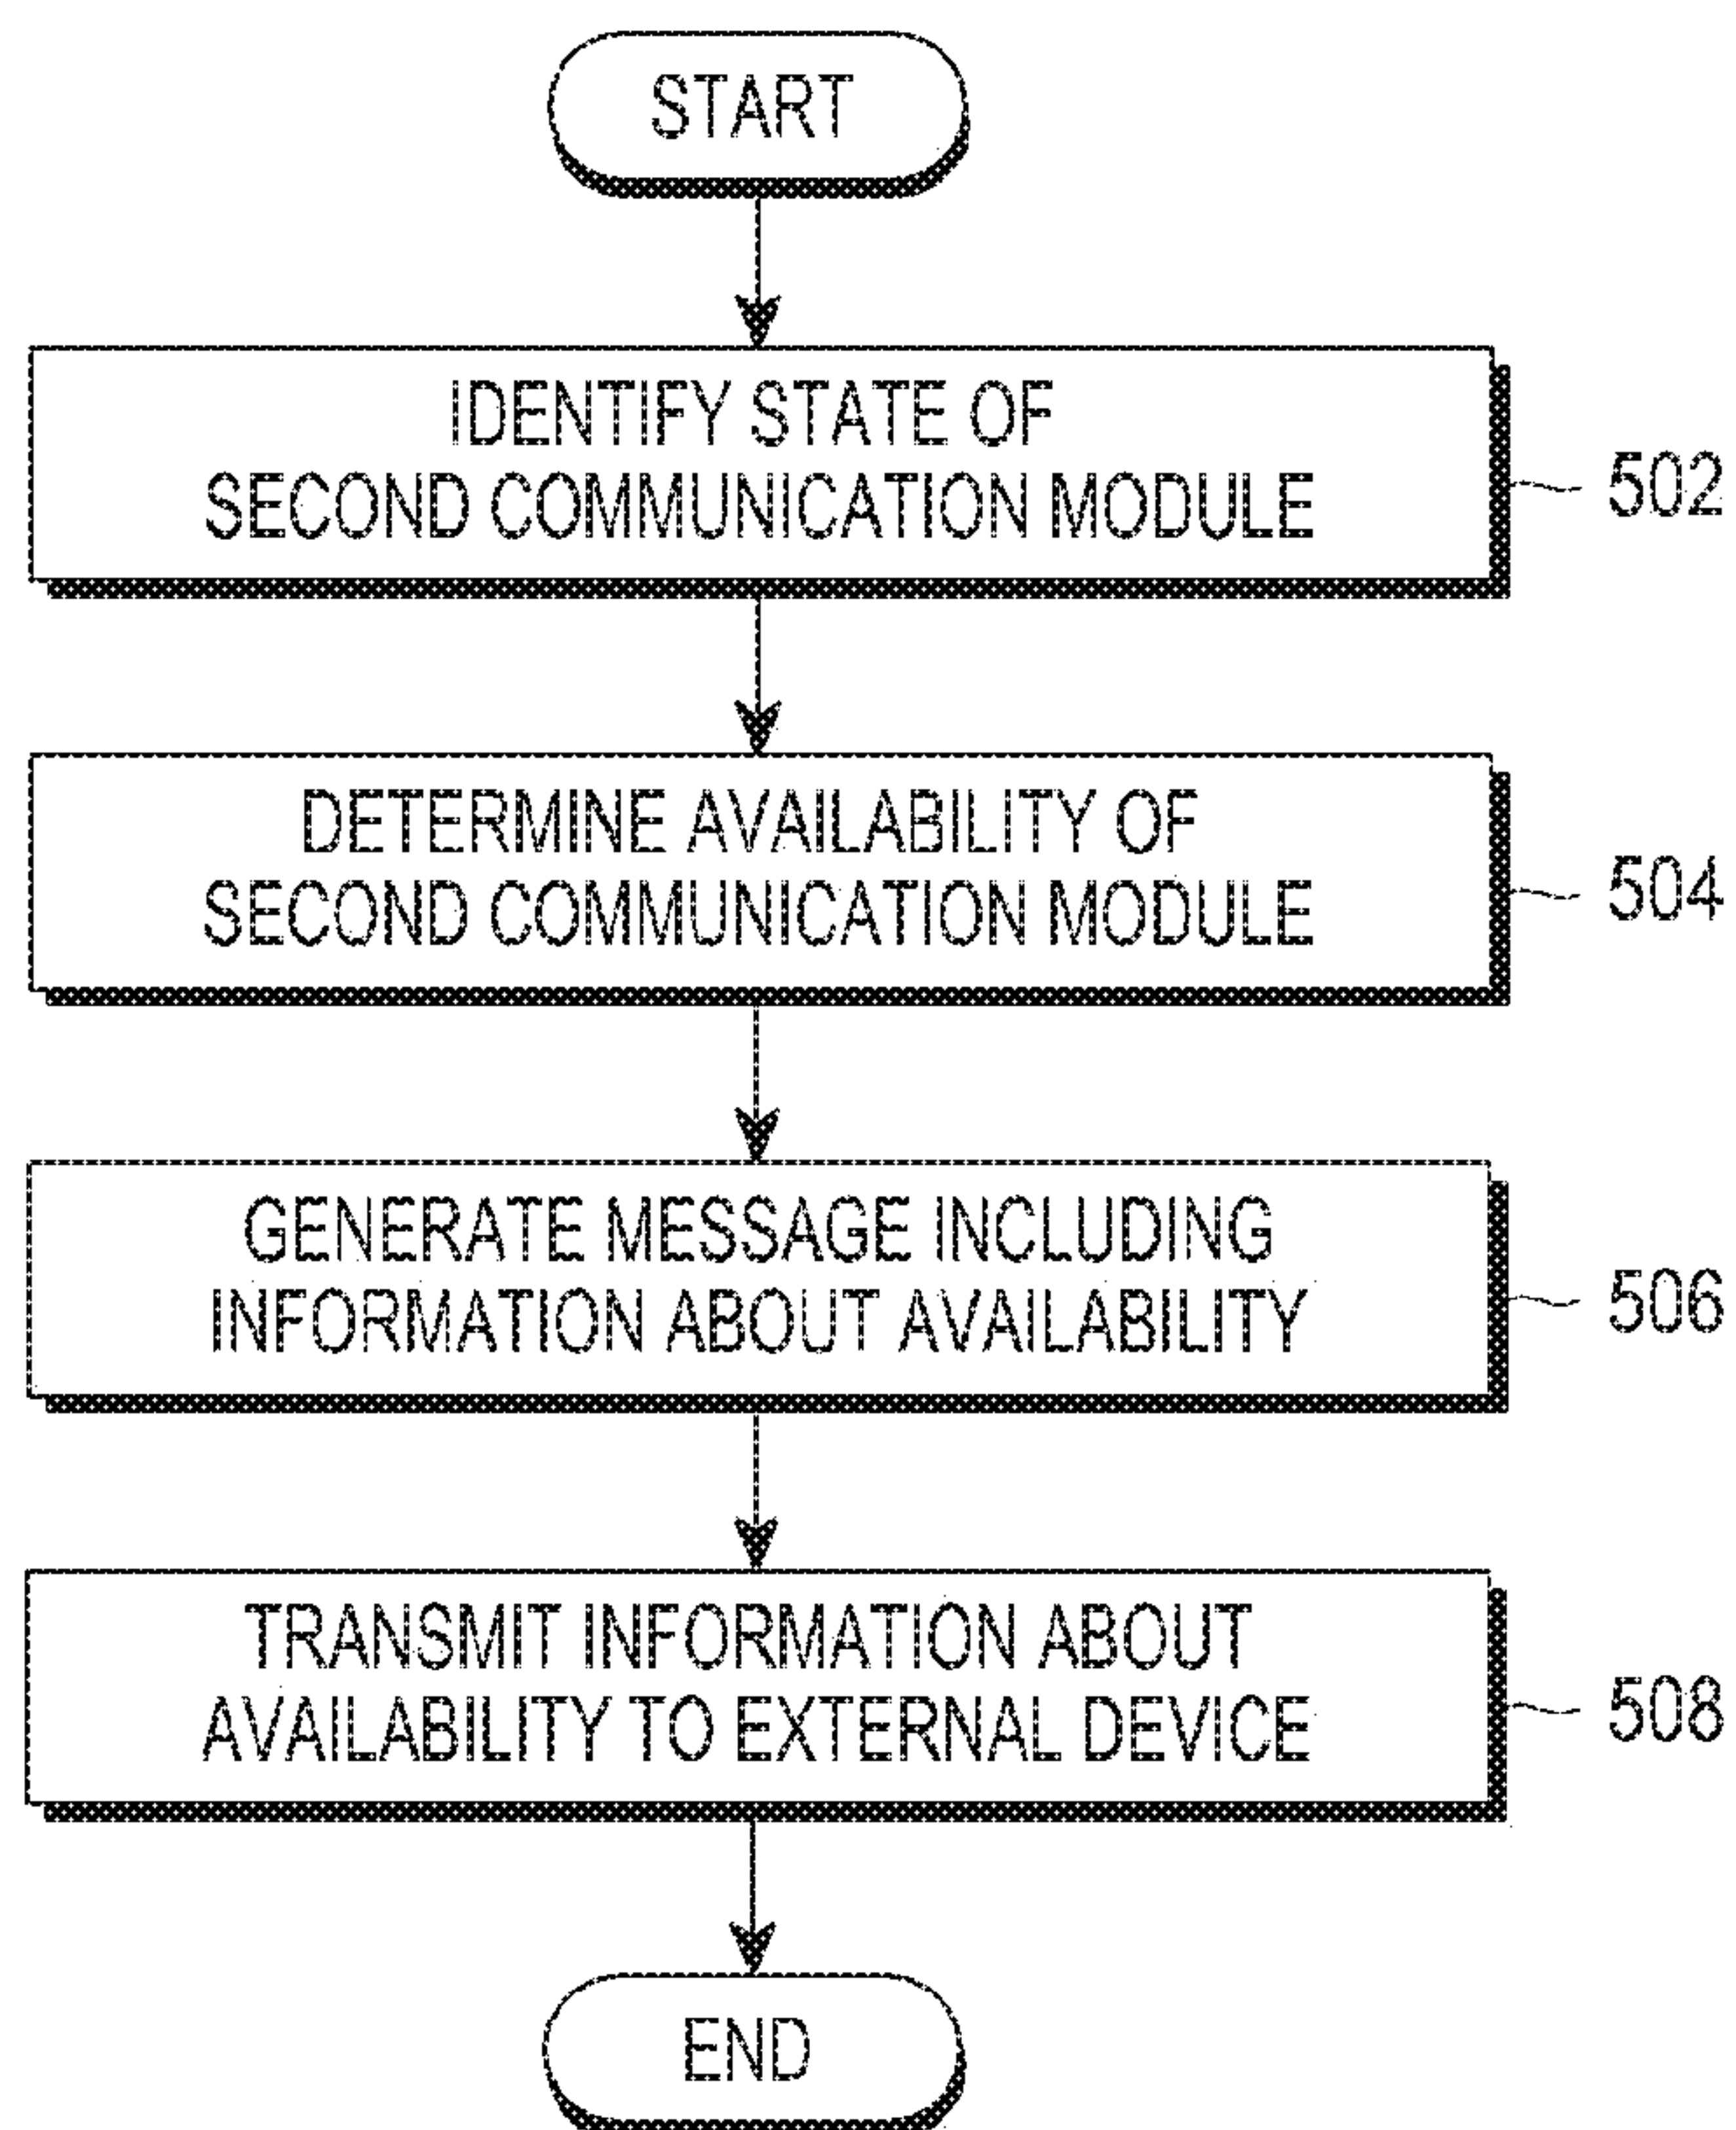 START
IDENTIFY STATE OF
SECOND COMMUNICATION MODULE
502
DETERMINE AVAILABILITY OF
SECOND COMMUNICATION MODULE
504
GENERATE MESSAGE INCLUDING
INFORMATION ABOUT AVAILABILITY
506
TRANSMIT INFORMATION ABOUT
AVAILABILITY TO EXTERNAL DEVICE
508
END